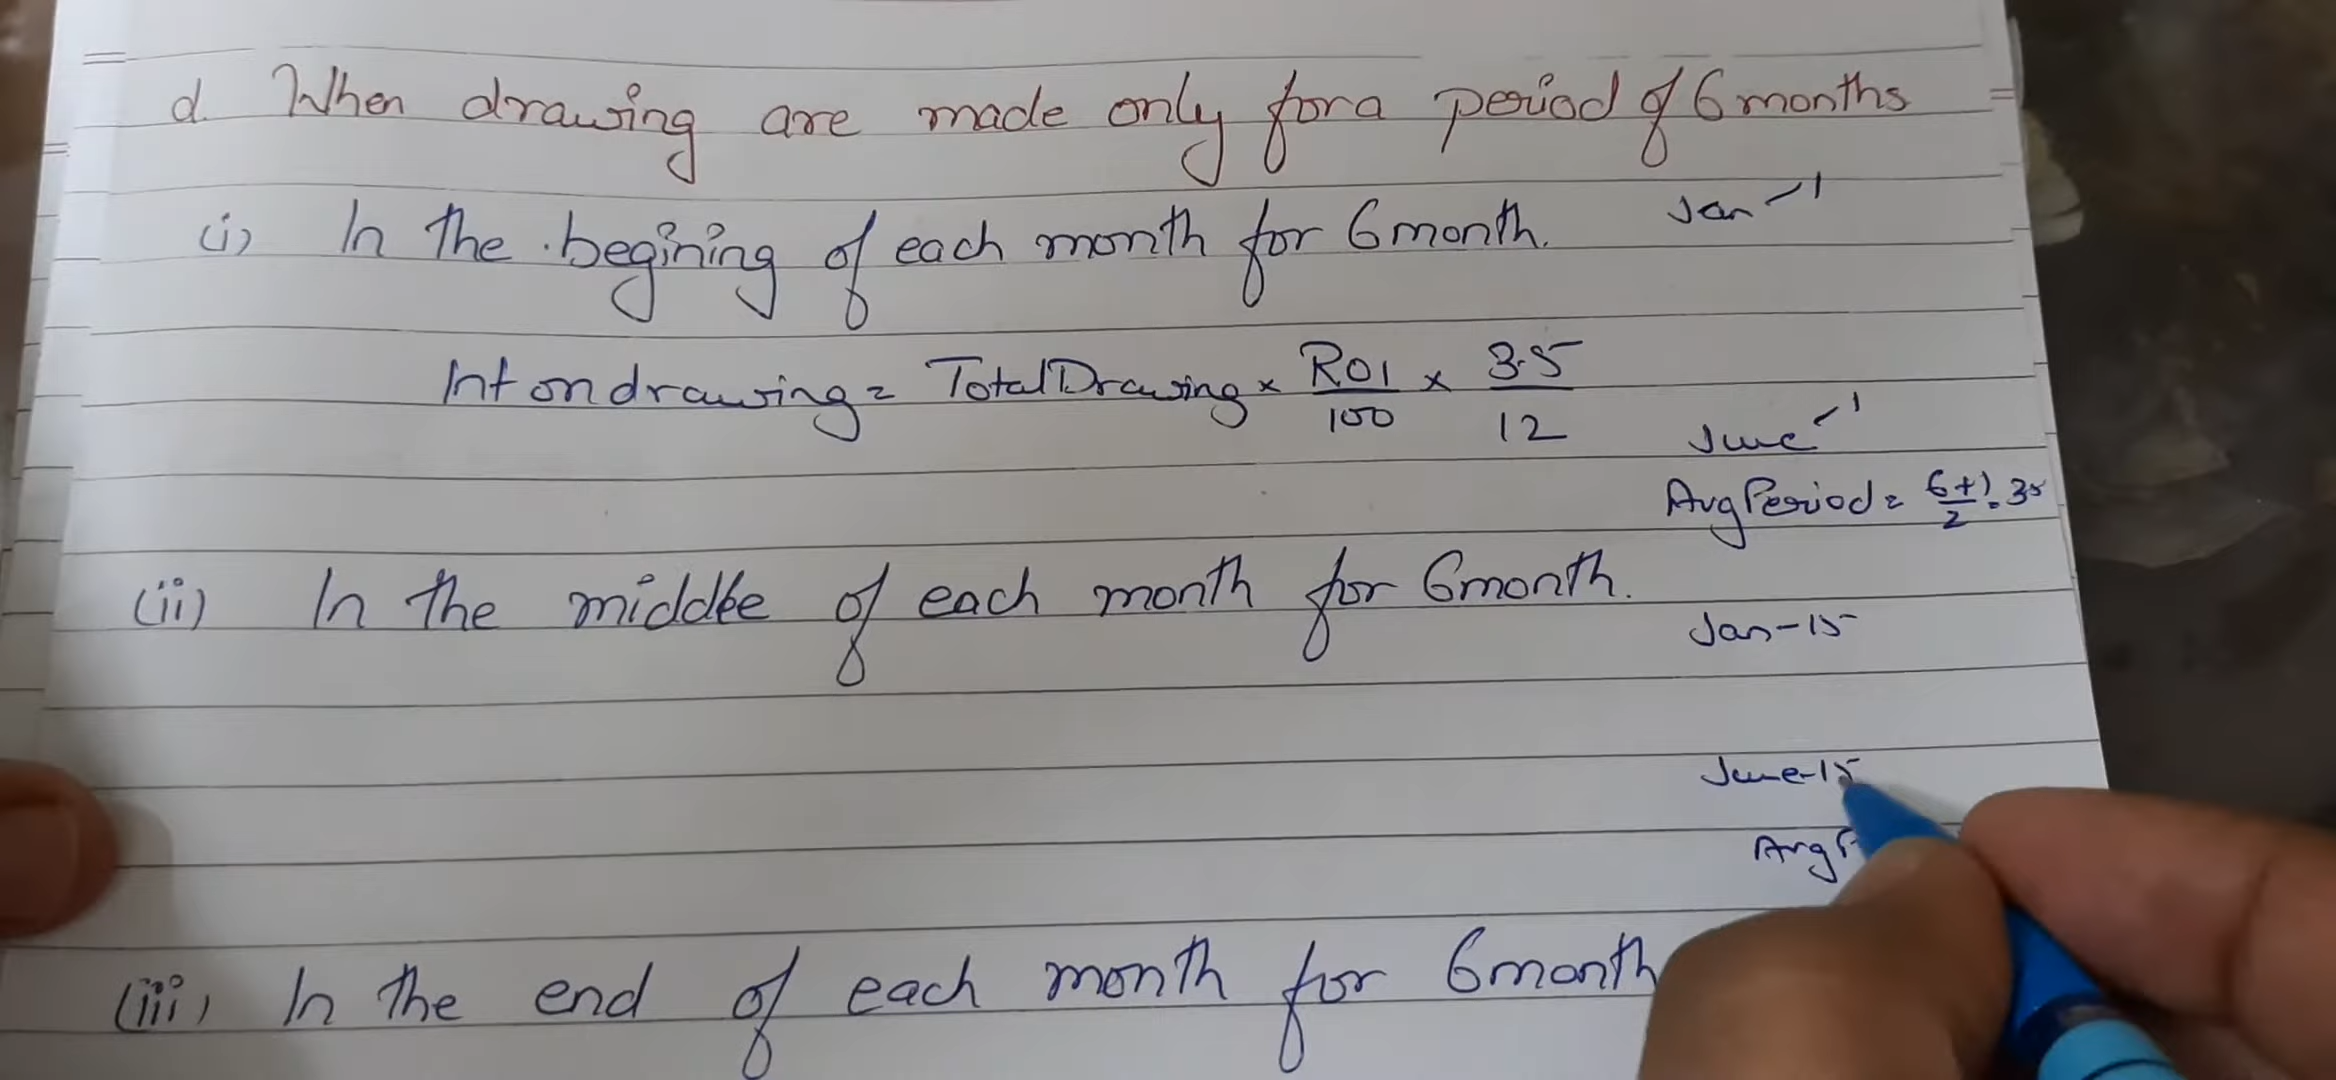 d. When drawing are made only for a period of 6 months
(i) In the begining of each month for 6 month.
Jan - 1
Int on drawing = Total Drawing × ROI/100 × 3.5/12
June - 1
Avg Period = 6+1/2 = 3.5
(ii) In the middle of each month for 6 month.
Jan - 15
June - 15
Avg P
(iii) In the end of each month for 6 month